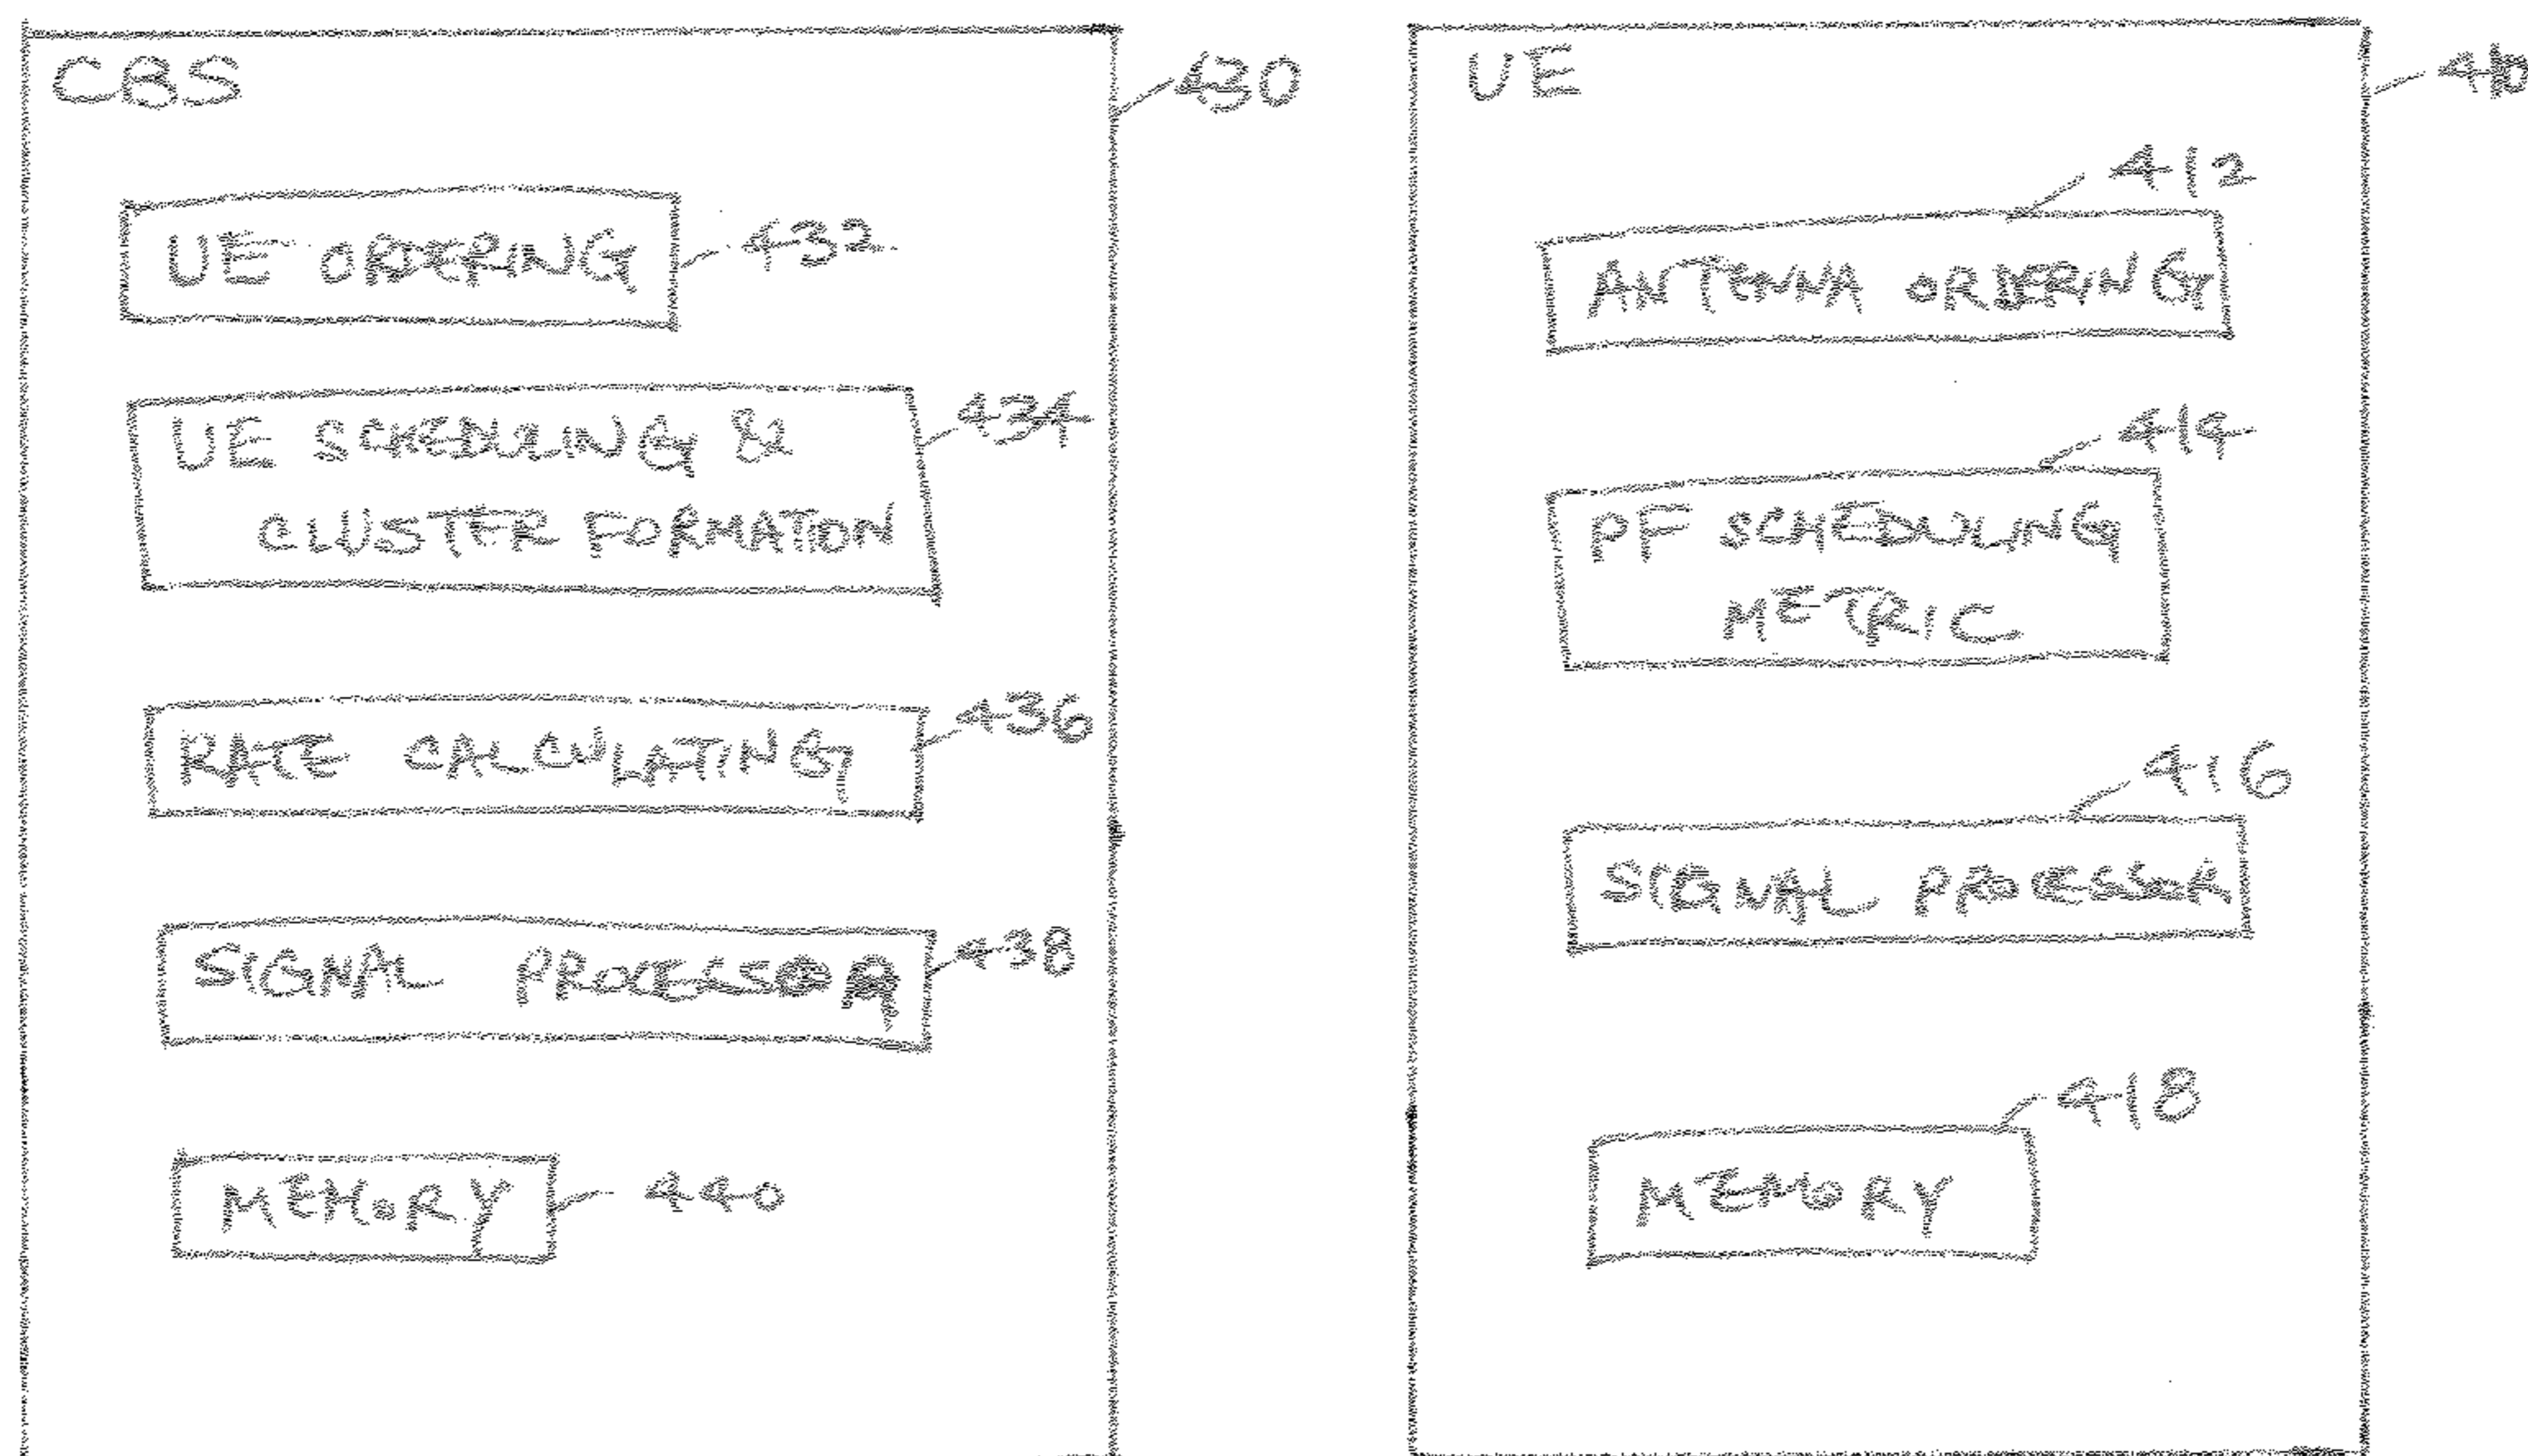 CBS
430
UE ORDERING
432
UE SCHEDULING &
CLUSTER FORMATION
434
RATE CALCULATING
436
SIGNAL PROCESSOR
438
MEMORY
440
UE
410
412
ANTENNA ORDERING
414
PF SCHEDULING
METRIC
416
SIGNAL PROCESSOR
418
MEMORY